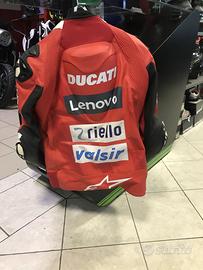 DUCATI
Lenovo
riello
valsir